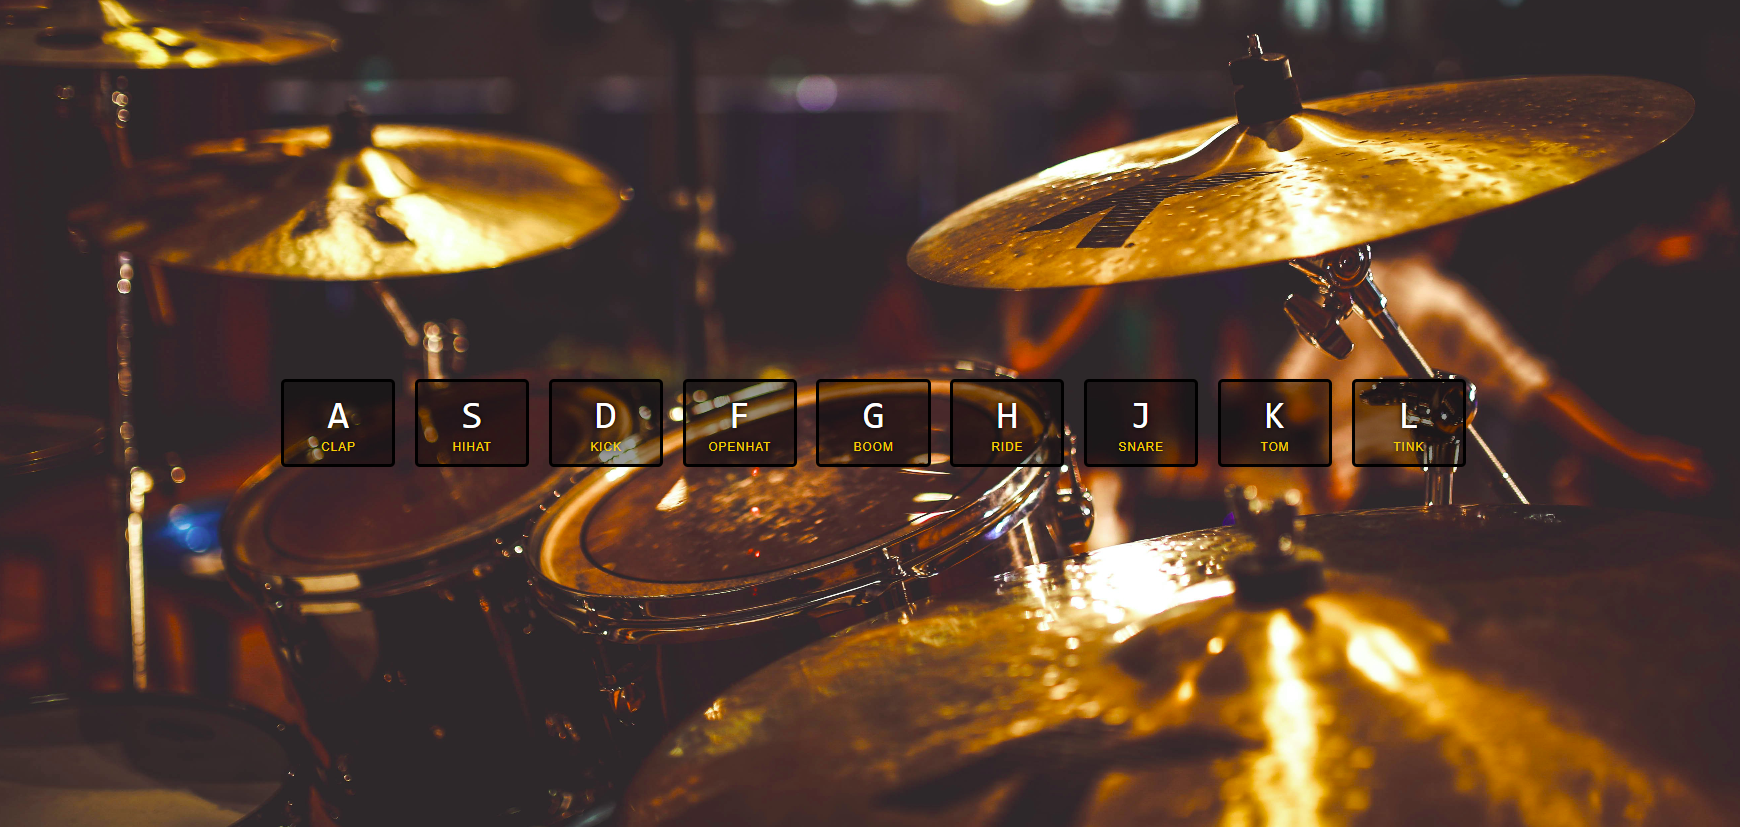 A S D F G H J K L
CLAP HIHAT KICK OPENHAT BOOM RIDE SNARE TOM TINK